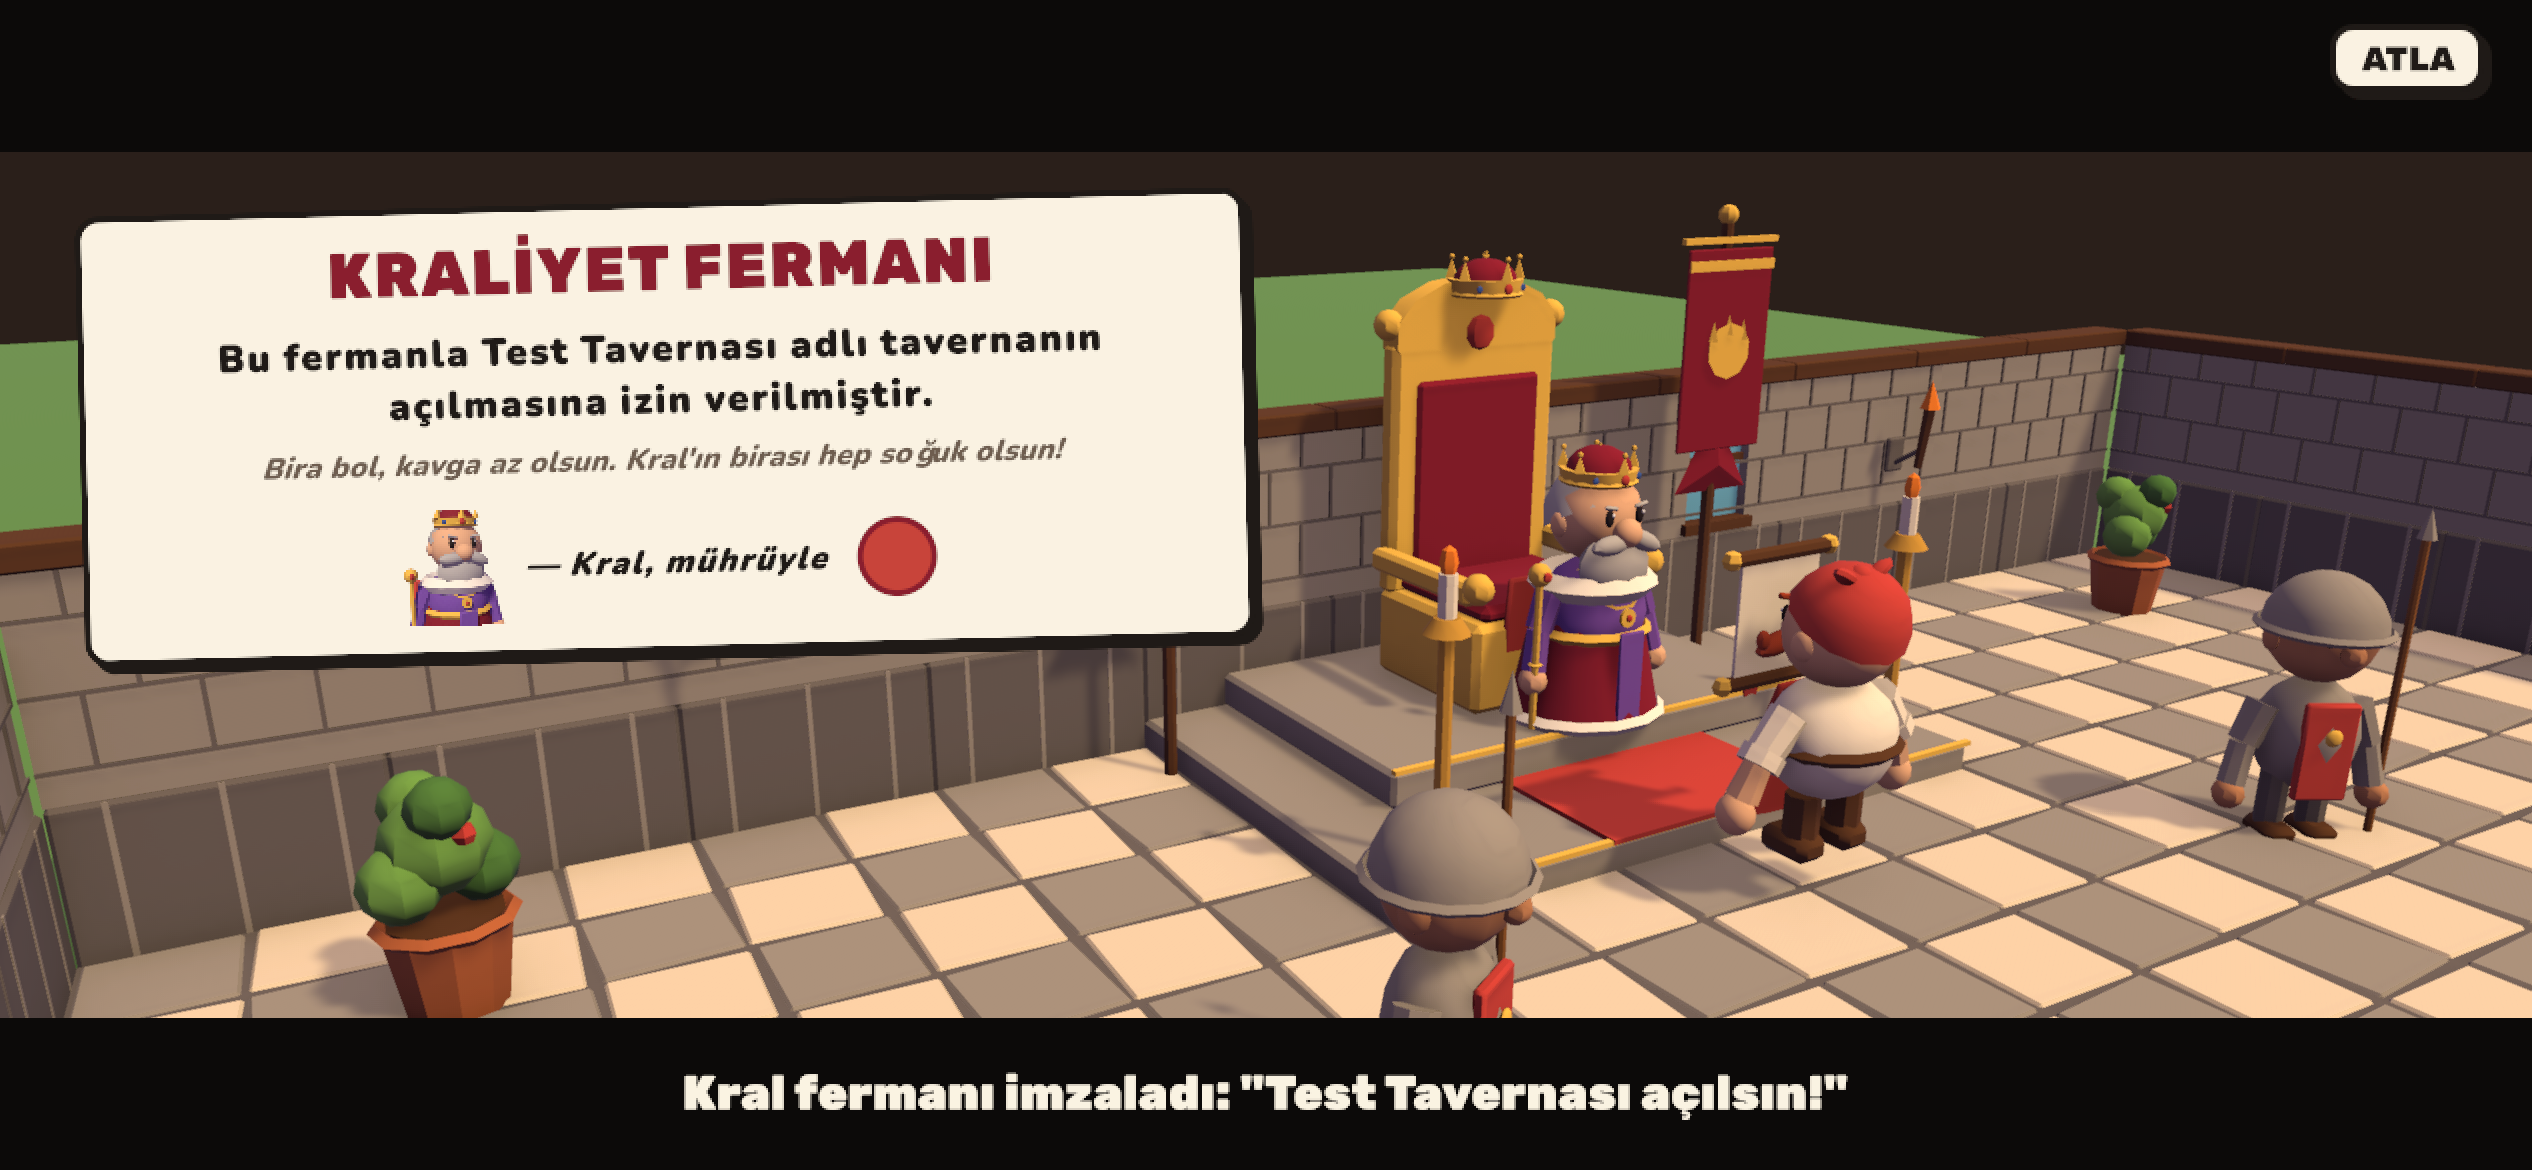 ATLA
KRALİYET FERMANI
Bu fermanla Test Tavernası adlı tavernanın
açılmasına izin verilmiştir.
Bira bol, kavga az olsun. Kral'ın birası hep soğuk olsun!
— Kral, mührüyle
Kral fermanı imzaladı: "Test Tavernası açılsın!"